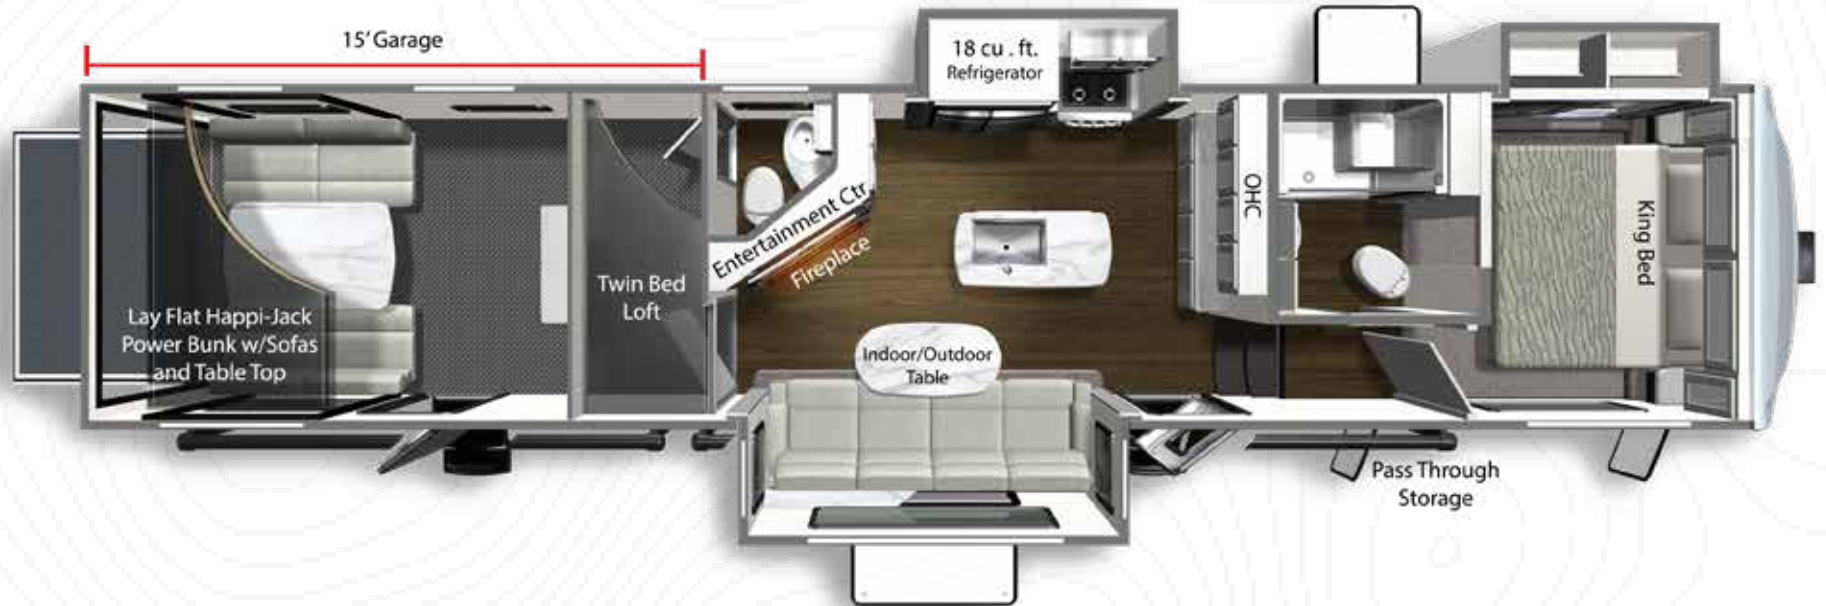 15' Garage
18 cu . ft.
Refrigerator
Entertainment Ctr.
Fireplace
OHC
King Bed
Twin Bed
Loft
Lay Flat Happi-Jack
Power Bunk w/Sofas
and Table Top
Indoor/Outdoor
Table
Pass Through
Storage